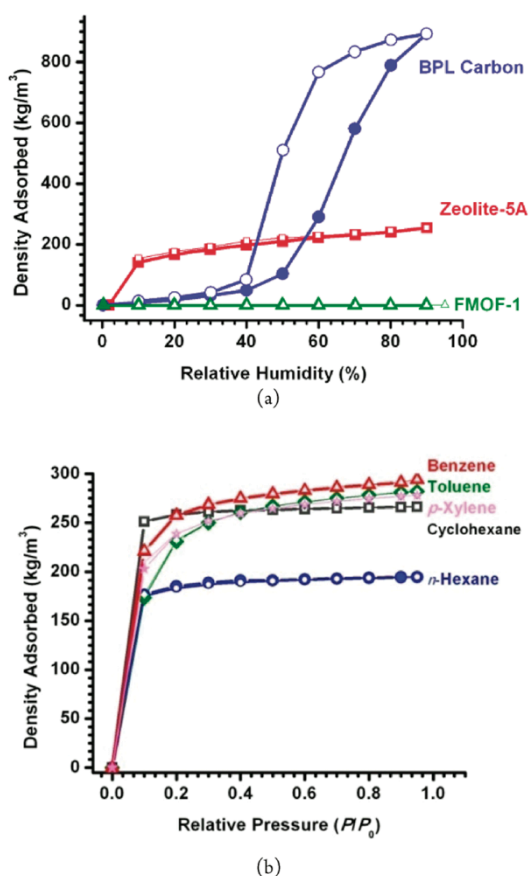 800
600
400
200
0
0
20
40
60
80
100
Density Adsorbed (kg/m³)
Relative Humidity (%)
BPL Carbon
Zeolite-5A
FMOF-1
(a)
300
250
200
150
100
50
0
0.0
0.2
0.4
0.6
0.8
1.0
Density Adsorbed (kg/m³)
Relative Pressure (P/P₀)
Benzene
Toluene
ρ-Xylene
Cyclohexane
n-Hexane
(b)